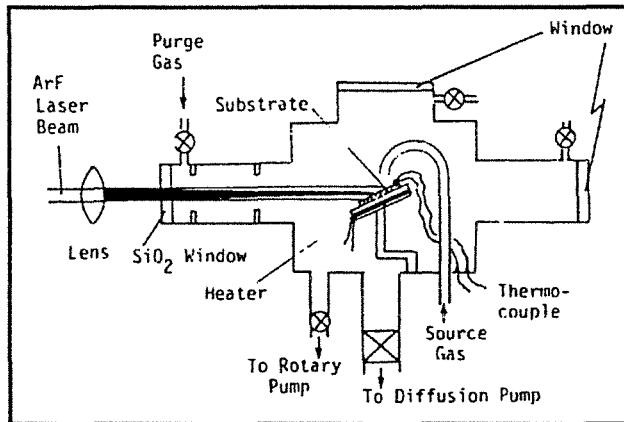 Purge
Gas
Window
ArF
Laser
Beam
Substrate
Lens
SiO2 Window
Heater
Thermo-
couple
Source
Gas
To Rotary
Pump
To Diffusion Pump